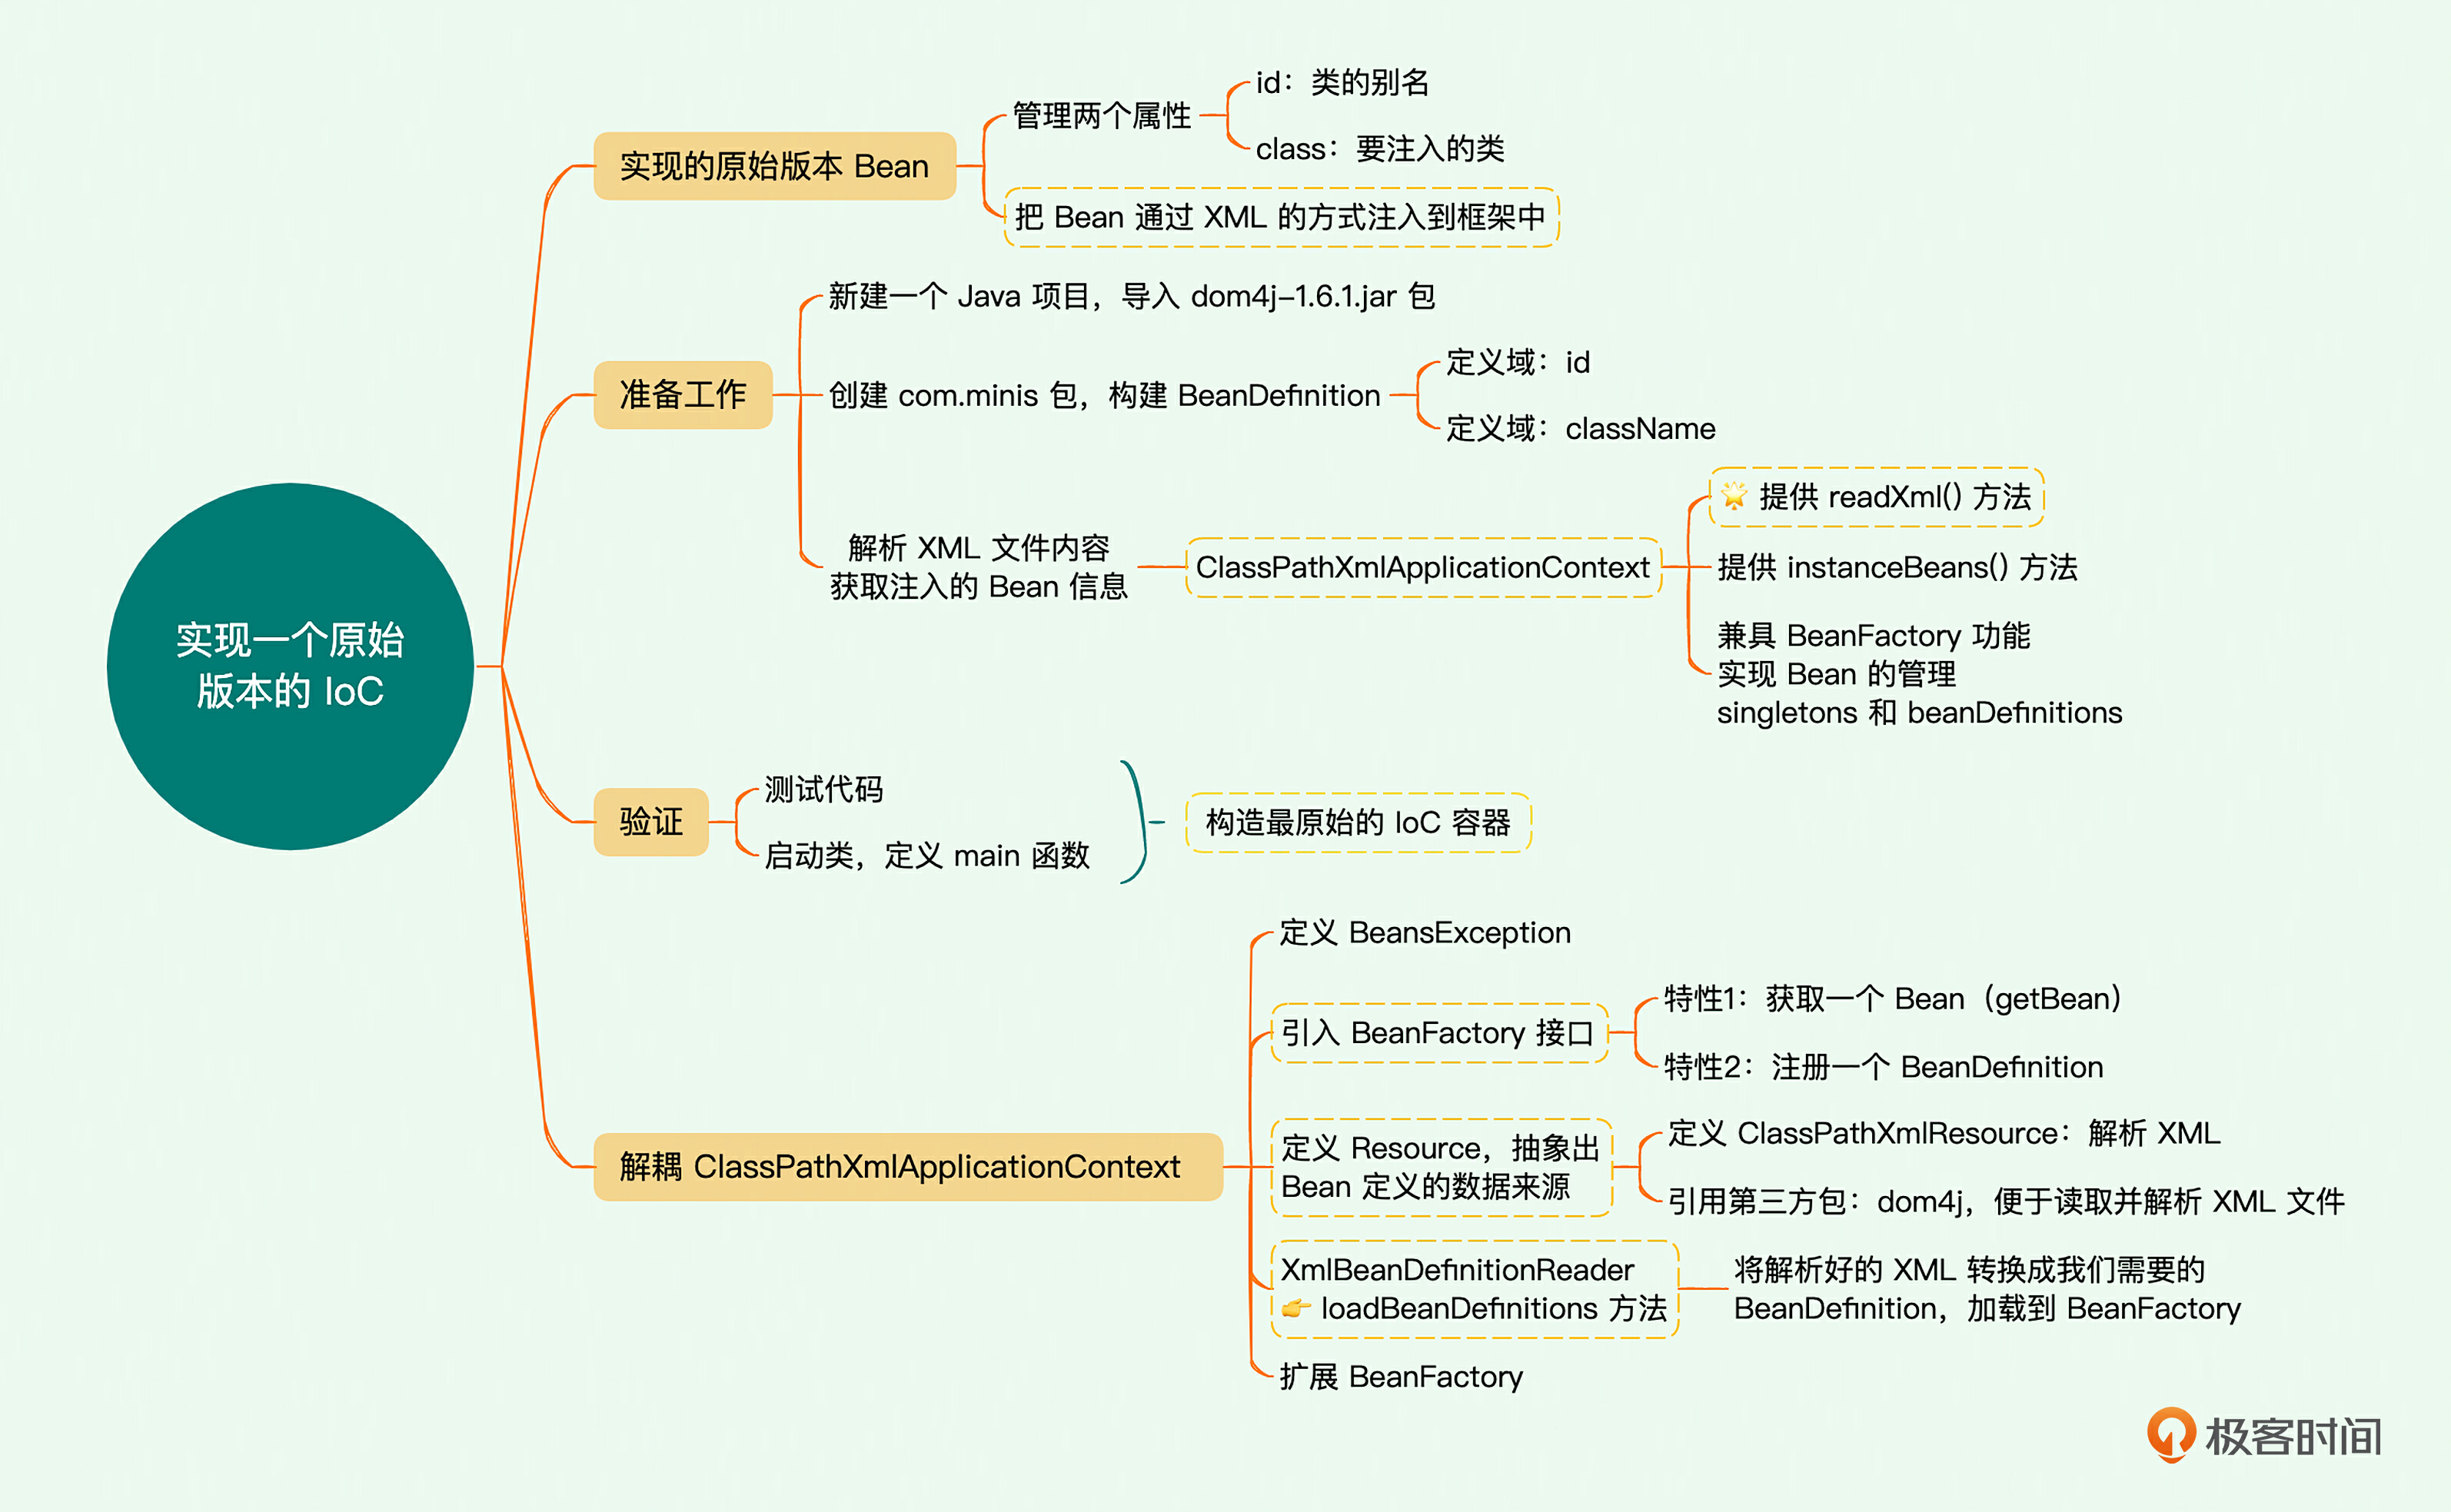 实现一个原始
版本的 IoC
实现的原始版本 Bean
管理两个属性
id：类的别名
class：要注入的类
把 Bean 通过 XML 的方式注入到框架中
准备工作
新建一个 Java 项目，导入 dom4j-1.6.1.jar 包
创建 com.minis 包，构建 BeanDefinition
定义域：id
定义域：className
解析 XML 文件内容
获取注入的 Bean 信息
ClassPathXmlApplicationContext
🌟 提供 readXml() 方法
提供 instanceBeans() 方法
兼具 BeanFactory 功能
实现 Bean 的管理
singletons 和 beanDefinitions
验证
测试代码
启动类，定义 main 函数
构造最原始的 IoC 容器
解耦 ClassPathXmlApplicationContext
定义 BeansException
引入 BeanFactory 接口
特性1：获取一个 Bean（getBean）
特性2：注册一个 BeanDefinition
定义 Resource，抽象出
Bean 定义的数据来源
定义 ClassPathXmlResource：解析 XML
引用第三方包：dom4j，便于读取并解析 XML 文件
XmlBeanDefinitionReader
👉 loadBeanDefinitions 方法
将解析好的 XML 转换成我们需要的
BeanDefinition，加载到 BeanFactory
扩展 BeanFactory
极客时间